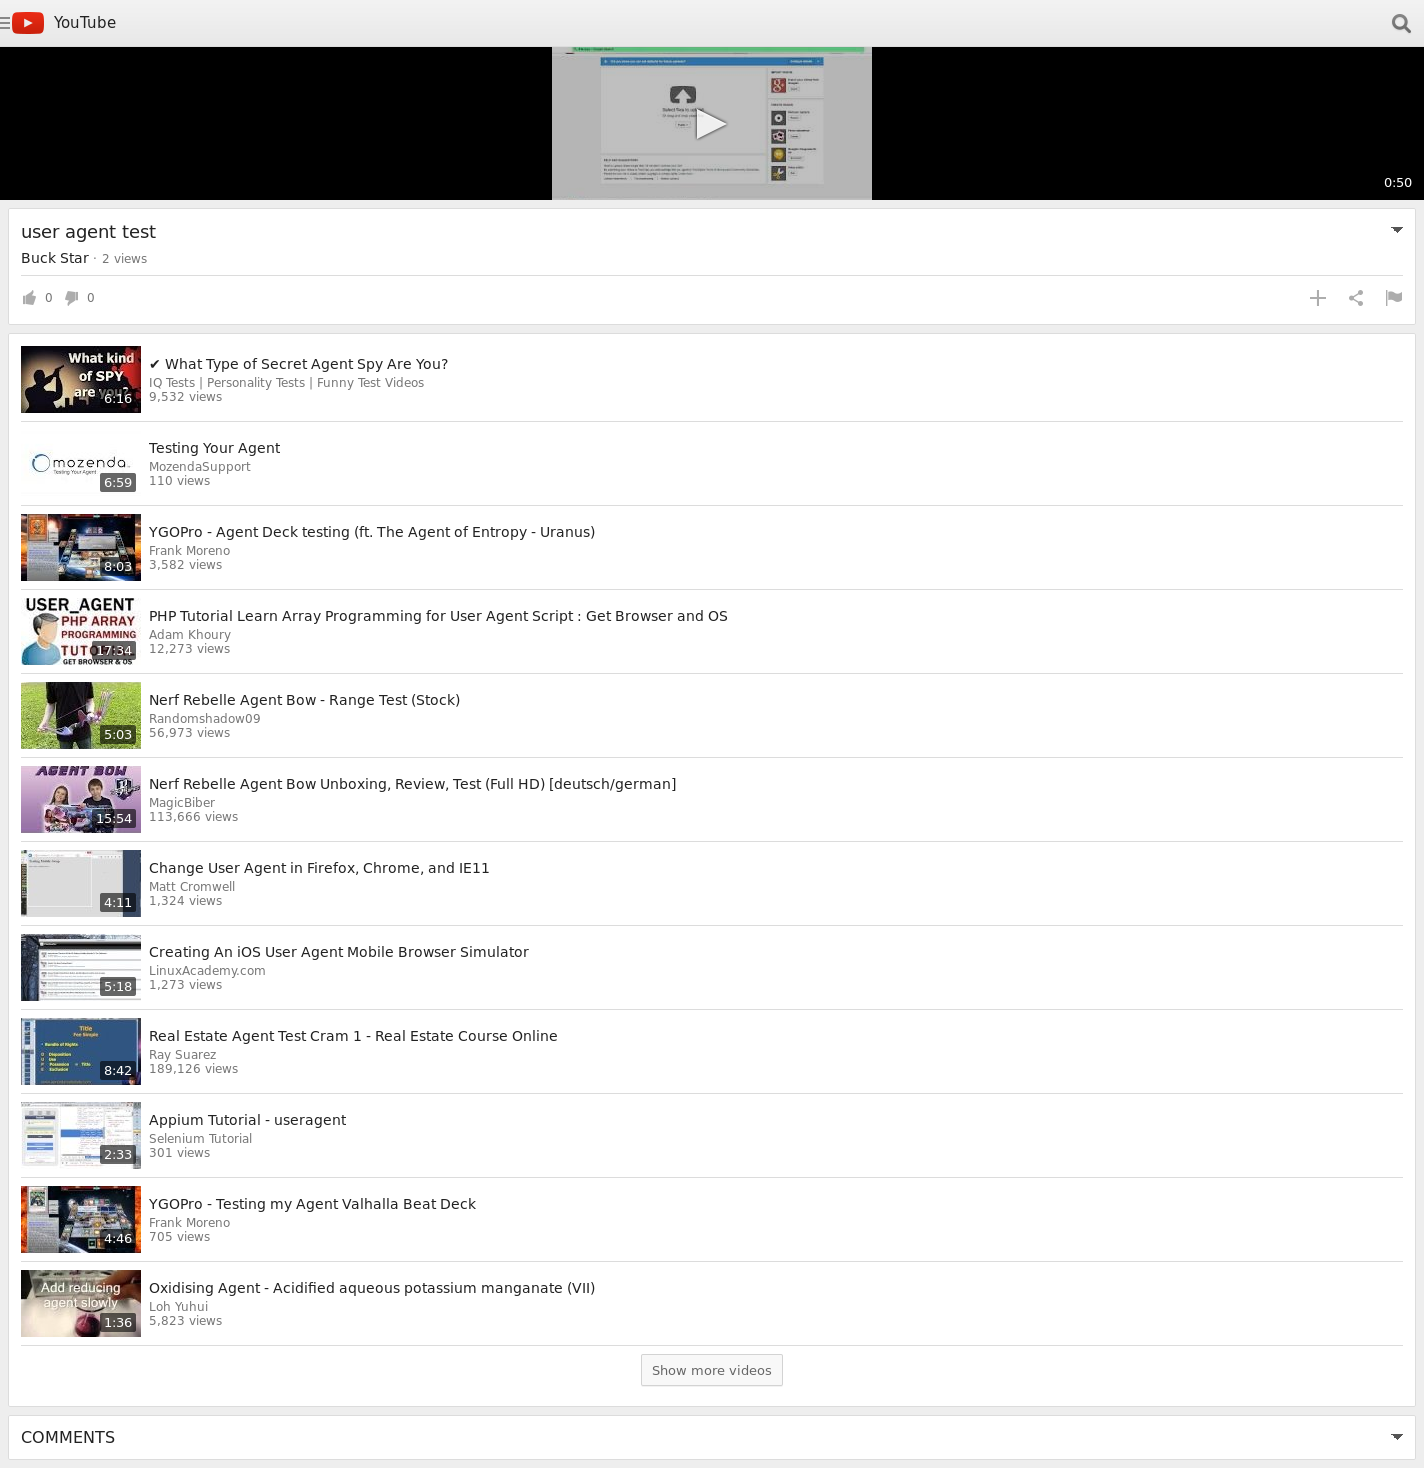 YouTube
0:50
user agent test
Buck Star · 2 views
0 0
What kind
of SPY
are you?
6:16
✔ What Type of Secret Agent Spy Are You?
IQ Tests | Personality Tests | Funny Test Videos
9,532 views
mozenda
Testing Your Agent
6:59
Testing Your Agent
MozendaSupport
110 views
8:03
YGOPro - Agent Deck testing (ft. The Agent of Entropy - Uranus)
Frank Moreno
3,582 views
USER_AGENT
PHP ARRAY
PROGRAMMING
17:34
GET BROWSER & OS
PHP Tutorial Learn Array Programming for User Agent Script : Get Browser and OS
Adam Khoury
12,273 views
5:03
Nerf Rebelle Agent Bow - Range Test (Stock)
Randomshadow09
56,973 views
AGENT BOW
15:54
Nerf Rebelle Agent Bow Unboxing, Review, Test (Full HD) [deutsch/german]
MagicBiber
113,666 views
4:11
Change User Agent in Firefox, Chrome, and IE11
Matt Cromwell
1,324 views
5:18
Creating An iOS User Agent Mobile Browser Simulator
LinuxAcademy.com
1,273 views
Title
Fee Simple
Bundle of Rights
8:42
Real Estate Agent Test Cram 1 - Real Estate Course Online
Ray Suarez
189,126 views
2:33
Appium Tutorial - useragent
Selenium Tutorial
301 views
4:46
YGOPro - Testing my Agent Valhalla Beat Deck
Frank Moreno
705 views
Add reducing
agent slowly
1:36
Oxidising Agent - Acidified aqueous potassium manganate (VII)
Loh Yuhui
5,823 views
Show more videos
COMMENTS